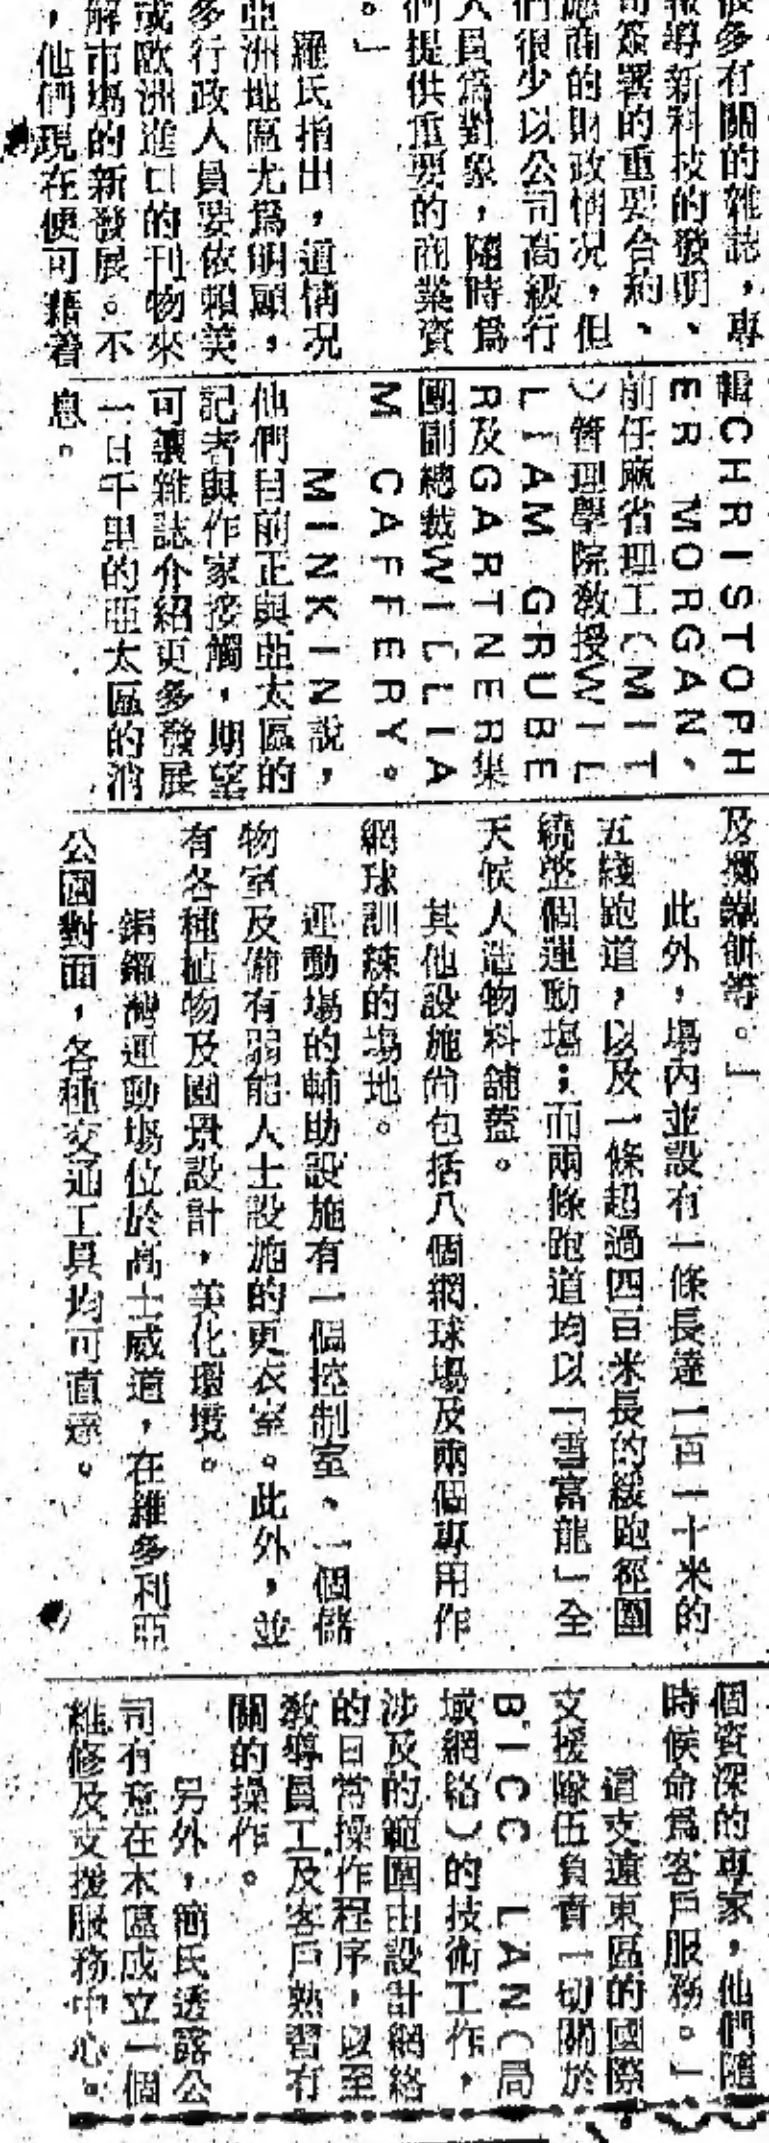 很多有關的雜誌，專
報導新科技的發明、
司簽署的重要合約、
應商的財政情況，但
們很少以公司高級行
人員為對象，隨時為
們提供重要的商業資
。」
羅氏指出，這情況
亞洲地區尤為明顯，
多行政人員要依賴美
或歐洲進口的刊物來
解市場的新發展。不
，他們現在便可藉着
輯CHRISTOPH
ER MORGAN、
前任麻省理工（MIT
）管理學院教授WIL
LIAM GRUBE
R及GARTNER集
團副總裁WILLIA
M CAFFERY。
MINKIN說，
他們目前正與亞太區的
記者與作家接觸，期望
可讓雜誌介紹更多發展
一日千里的亞太區的消
息。
及擲鐵餅等。」
此外，場內並設有一條長達一百一十米的
五綫跑道，以及一條超過四百米長的緩跑徑圍
繞整個運動場；而兩條跑道均以「雪富龍」全
天候人造物料舖蓋。
其他設施尚包括八個網球場及兩個專用作
網球訓練的場地。
運動場的輔助設施有一個控制室、一個儲
物室及備有弱能人士設施的更衣室。此外，並
有各種植物及園景設計，美化環境。
銅鑼灣運動場位於高士威道，在維多利亞
公園對面，各種交通工具均可直達。
個資深的專家，他們隨
時候命為客戶服務。」
這支遠東區的國際
支援隊伍負責一切關於
BICC LAN（局
域網絡）的技術工作，
涉及的範圍由設計網絡
的日常操作程序，以至
教導員工及客戶熟習有
關的操作。
另外，簡氏透露公
司有意在本區成立一個
維修及支援服務中心。